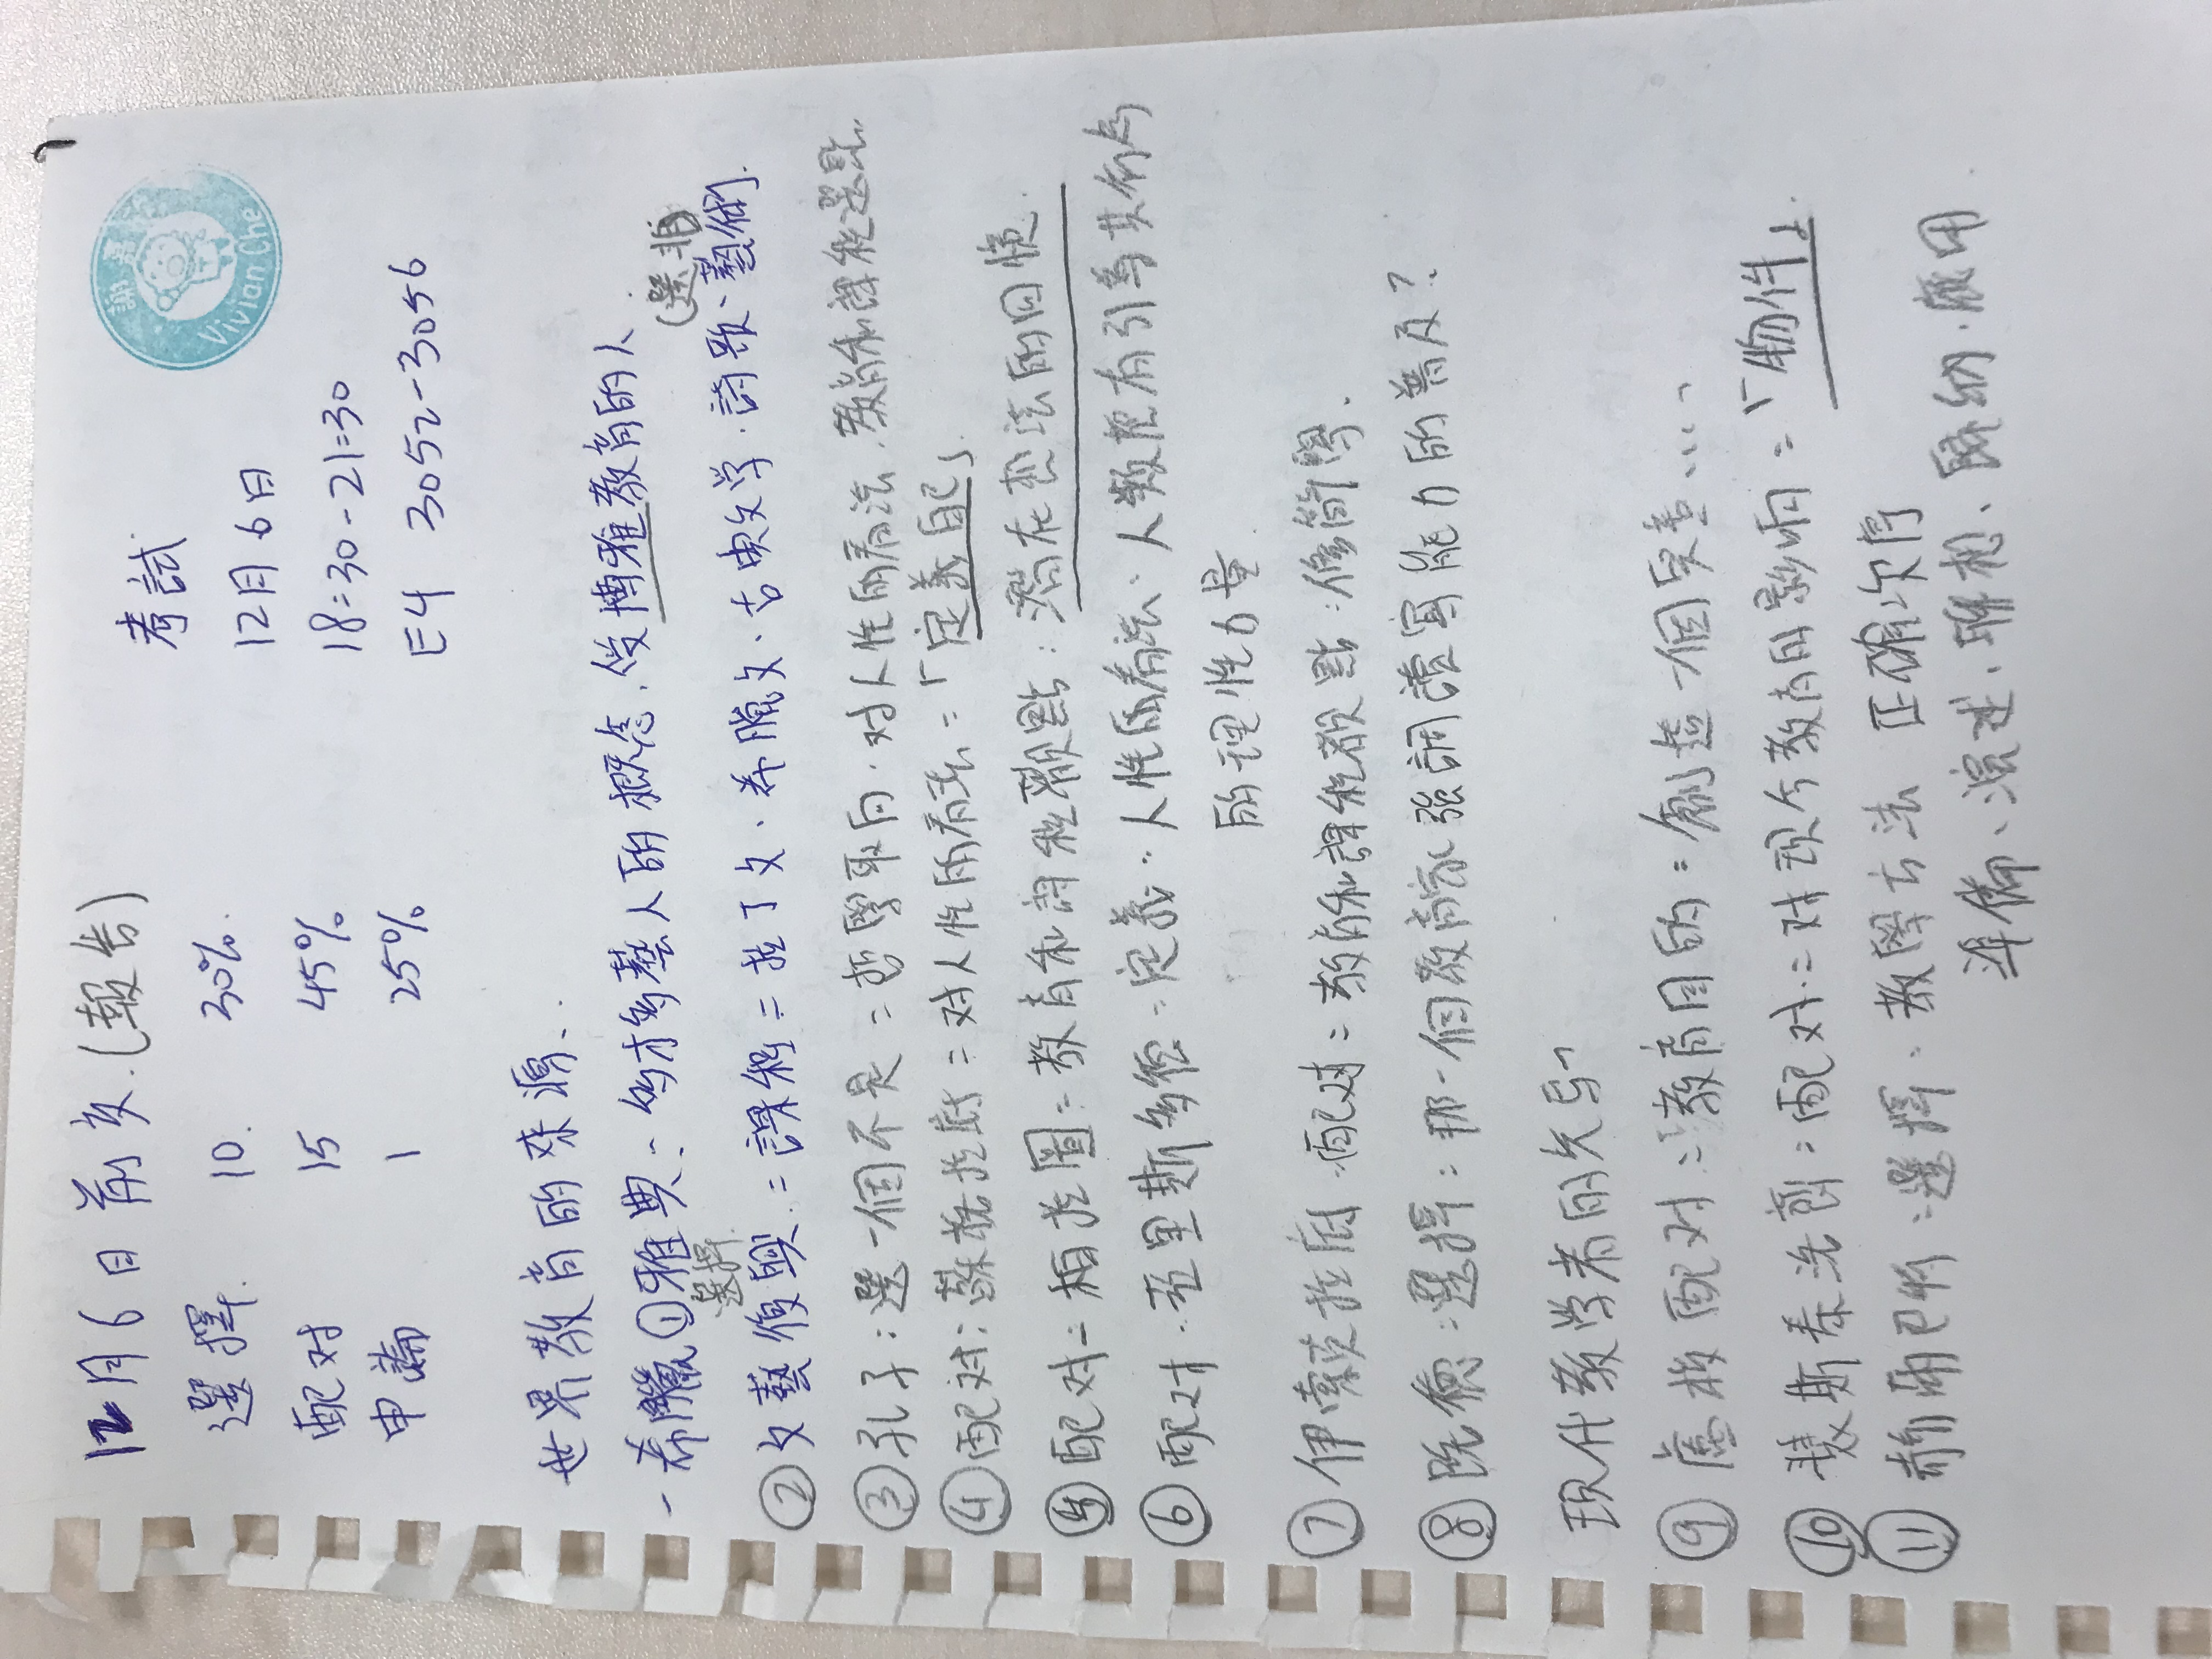 12月6日前交.(報告)
選擇. 10. 30%.
配对 15 45%
申論 1 25%
考試
12月6日
18:30-21:30
E4 3052-3056
謝嘉
Vivian Che
世界教育的來源、
一希臘①雅典:多才多藝人的概念.受博雅教育的人.
選擇.
(選非)
②文藝復興:課程:拉丁文.希臘文.古典文学.詩歌、藝術.
③孔子:選一個不是:哲學取向.对人性的看法.教育和課程選點.
④配对:蘇格拉底:对人性的看法:「定義自己」
⑤配对:柏拉圖:教育和課程觀點:潛在想法的回憶.
⑥配对.亞里斯多德:定義.人性的看法:人類有引導其行為
的理性力量.
⑦伊索克拉底 配对:教育和課程觀點:修辭學.
⑧既德:選擇:那一個教育家強調讀寫能力的普及?
現代教学者的先导
⑨盧梭配对:教育目的:創造一個完善....
⑩裴斯泰洛齊:配对:对现今教育的影响:「物件」.
⑪赫爾巴特:選擇:教學方法 正確次序
準備、演述、聯想、歸納.應用.